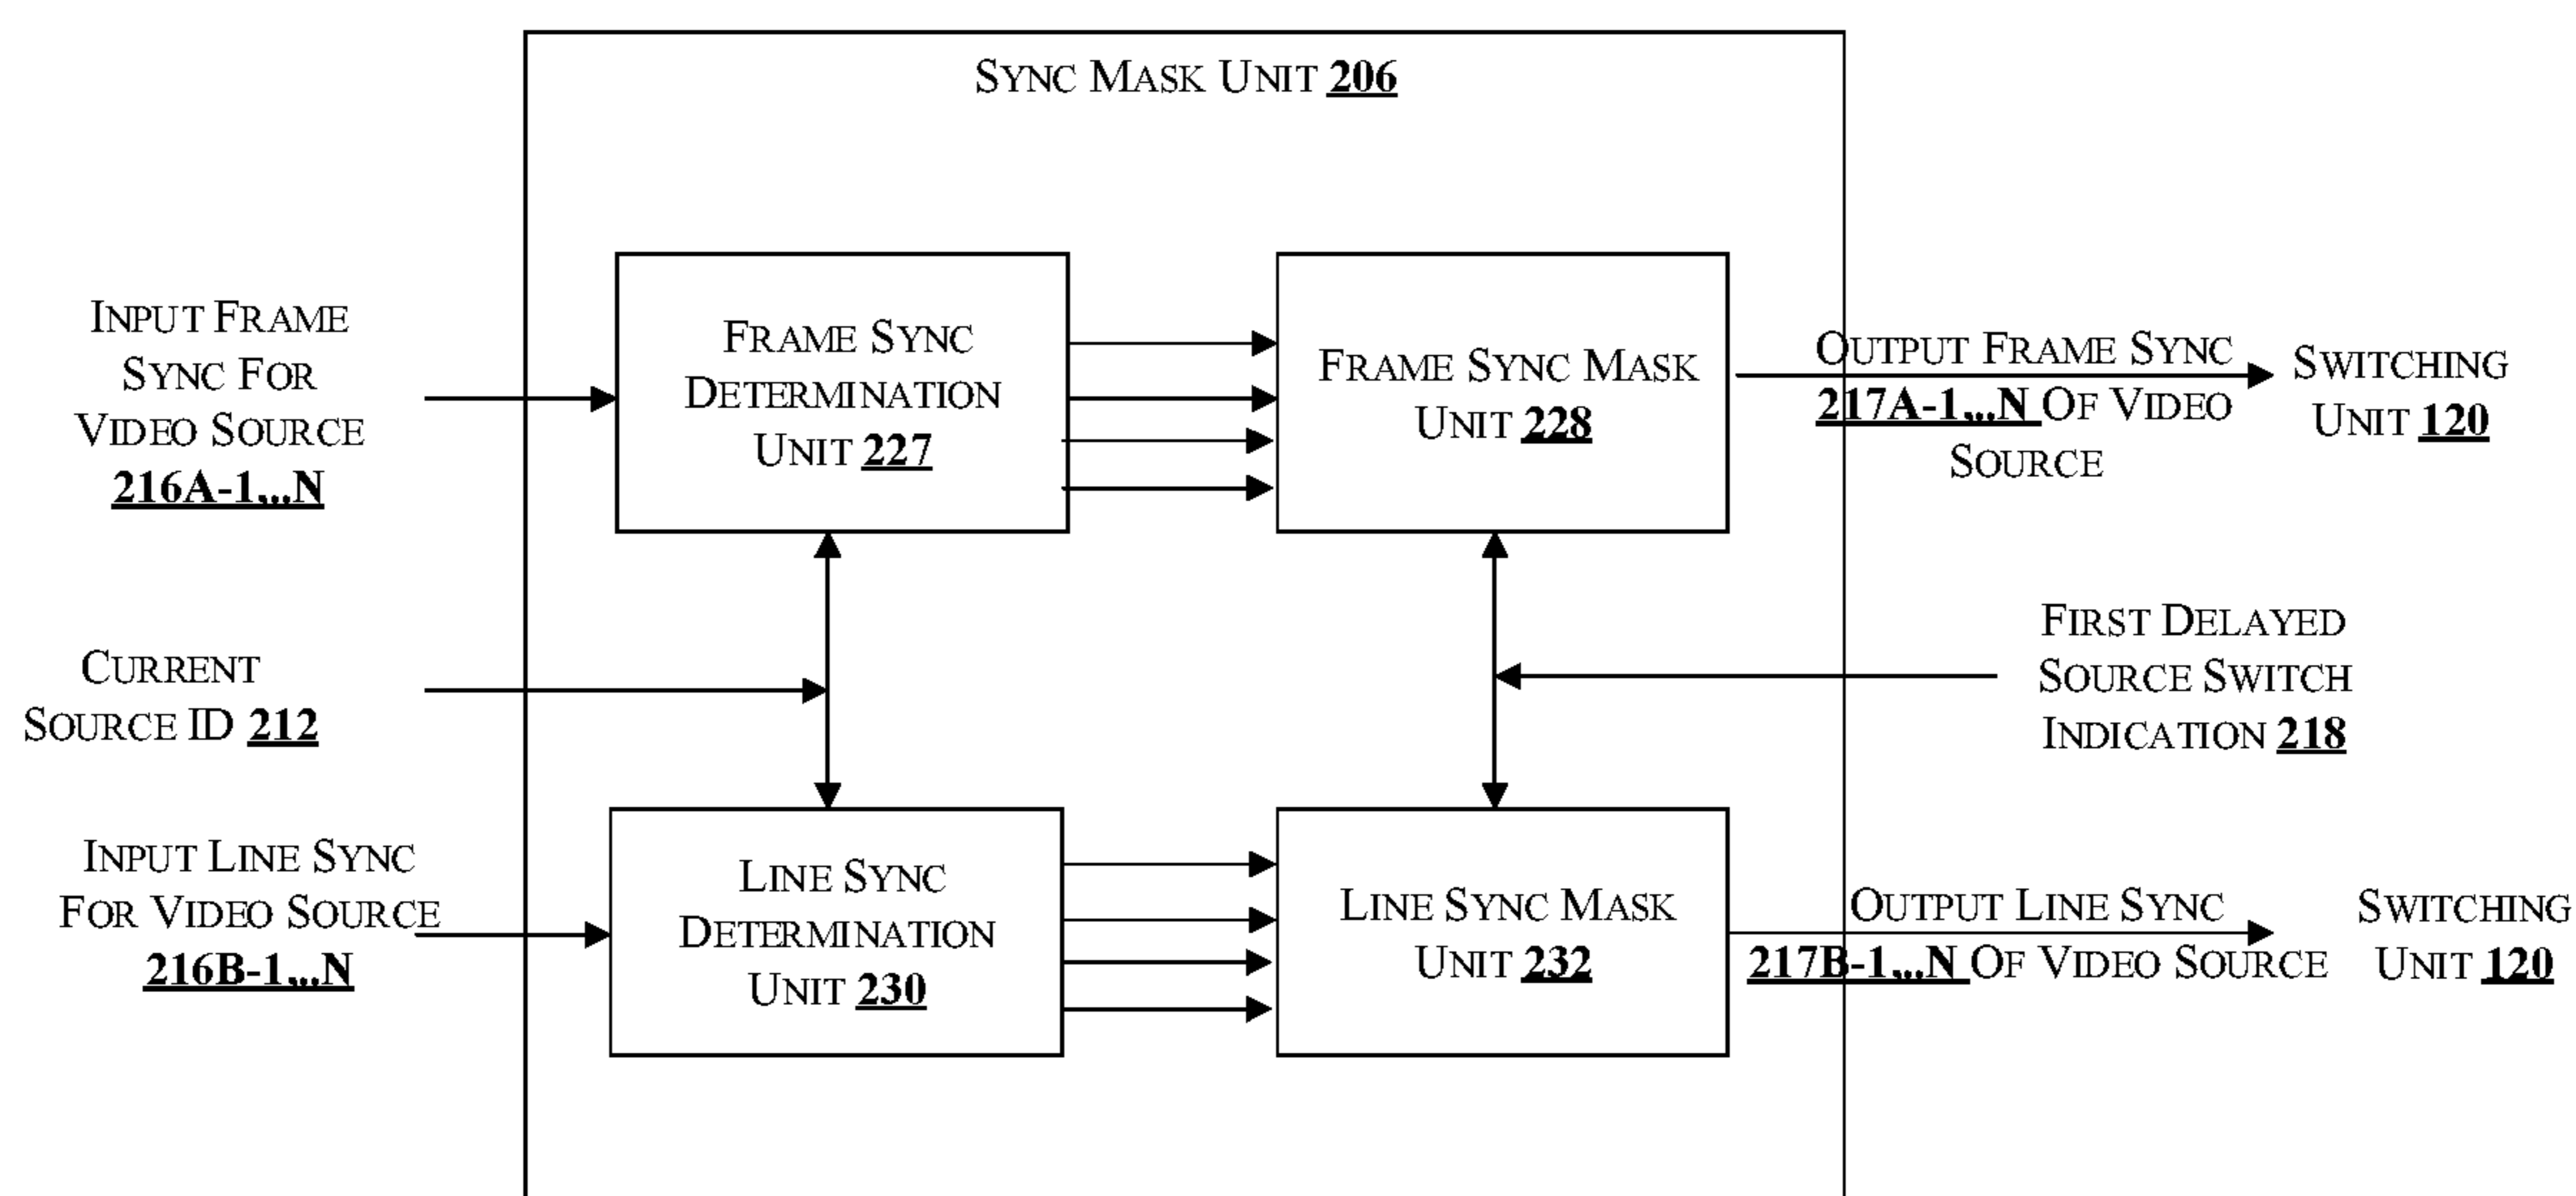 SYNC MASK UNIT 206
INPUT FRAME
SYNC FOR
VIDEO SOURCE
216A-1,,,N
FRAME SYNC
DETERMINATION
UNIT 227
FRAME SYNC MASK
UNIT 228
OUTPUT FRAME SYNC
217A-1,,,N OF VIDEO
SOURCE
SWITCHING
UNIT 120
CURRENT
SOURCE ID 212
FIRST DELAYED
SOURCE SWITCH
INDICATION 218
INPUT LINE SYNC
FOR VIDEO SOURCE
216B-1,,,N
LINE SYNC
DETERMINATION
UNIT 230
LINE SYNC MASK
UNIT 232
OUTPUT LINE SYNC
217B-1,,,N OF VIDEO SOURCE
SWITCHING
UNIT 120